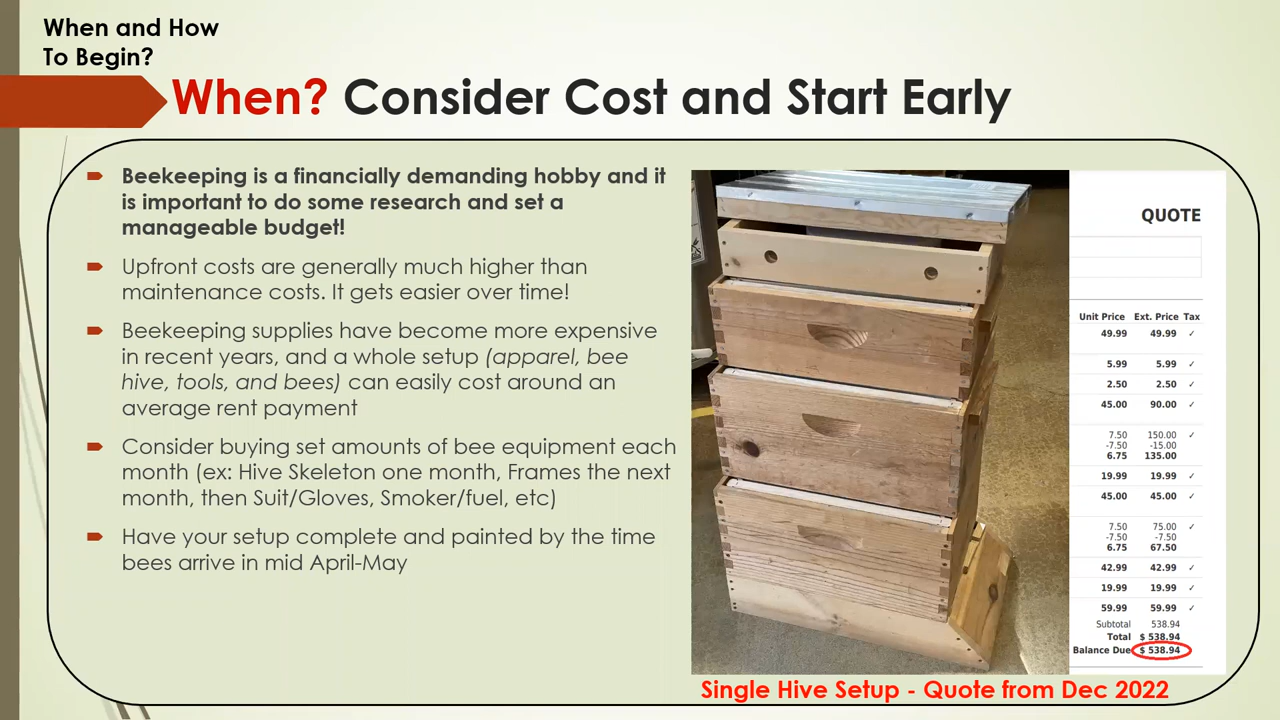 When and How
To Begin?
When? Consider Cost and Start Early
Beekeeping is a financially demanding hobby and it
is important to do some research and set a
manageable budget!
Upfront costs are generally much higher than
maintenance costs. It gets easier over time!
Beekeeping supplies have become more expensive
in recent years, and a whole setup (apparel, bee
hive, tools, and bees) can easily cost around an
average rent payment
Consider buying set amounts of bee equipment each
month (ex: Hive Skeleton one month, Frames the next
month, then Suit/Gloves, Smoker/fuel, etc)
Have your setup complete and painted by the time
bees arrive in mid April-May
QUOTE
Unit Price Ext. Price Tax
49.99 49.99 ✓
5.99 5.99 ✓
2.50 2.50 ✓
45.00 90.00 ✓
7.50 150.00 ✓
-7.50 -15.00
6.75 135.00
19.99 19.99 ✓
45.00 45.00 ✓
7.50 75.00 ✓
-7.50 -7.50
6.75 67.50
42.99 42.99 ✓
19.99 19.99 ✓
59.99 59.99 ✓
Subtotal 538.94
Total $ 538.94
Balance Due $ 538.94
Single Hive Setup - Quote from Dec 2022